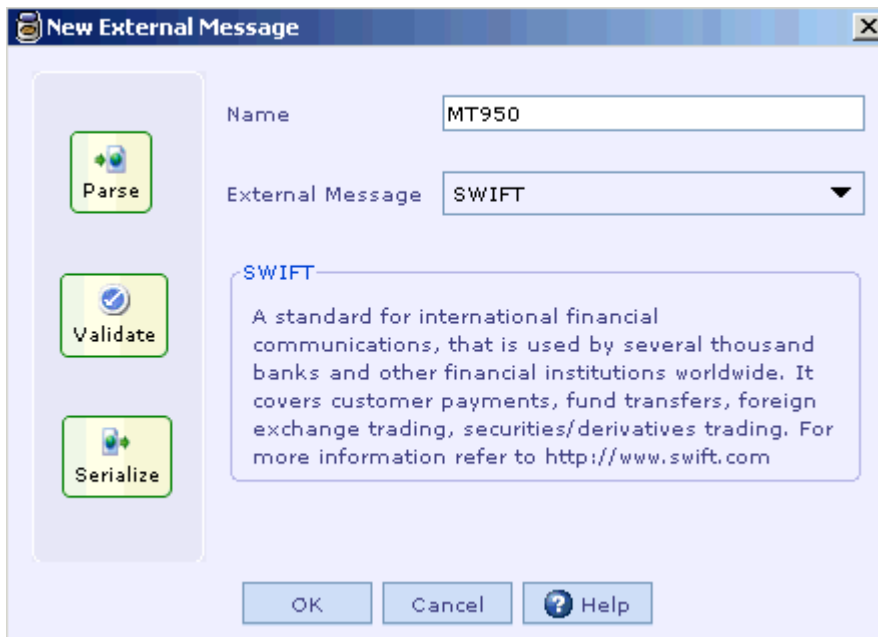 New External Message
Parse
Validate
Serialize
Name MT950
External Message SWIFT
SWIFT
A standard for international financial
communications, that is used by several thousand
banks and other financial institutions worldwide. It
covers customer payments, fund transfers, foreign
exchange trading, securities/derivatives trading. For
more information refer to http://www.swift.com
OK Cancel Help